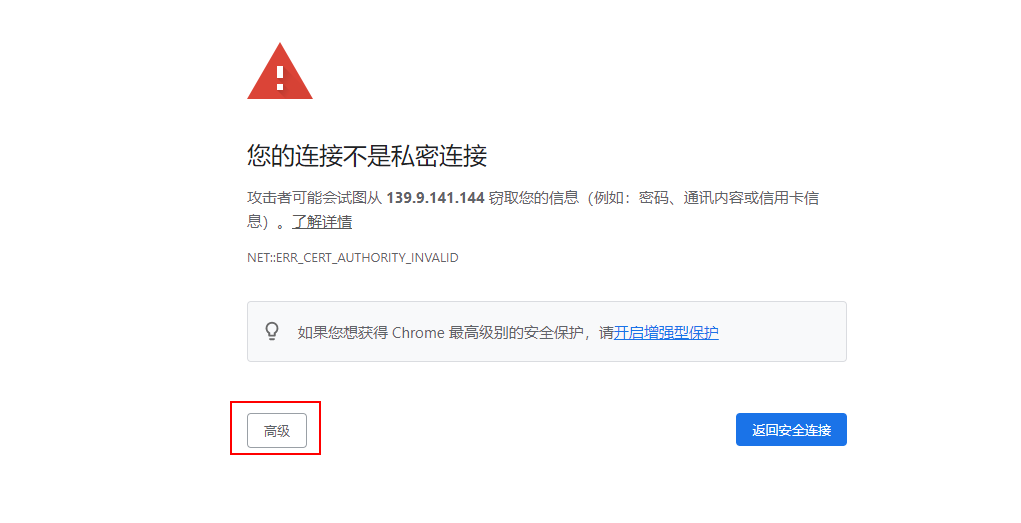 您的连接不是私密连接
攻击者可能会试图从 139.9.141.144 窃取您的信息（例如：密码、通讯内容或信用卡信
息）。了解详情
NET::ERR_CERT_AUTHORITY_INVALID
如果您想获得 Chrome 最高级别的安全保护，请开启增强型保护
高级
返回安全连接